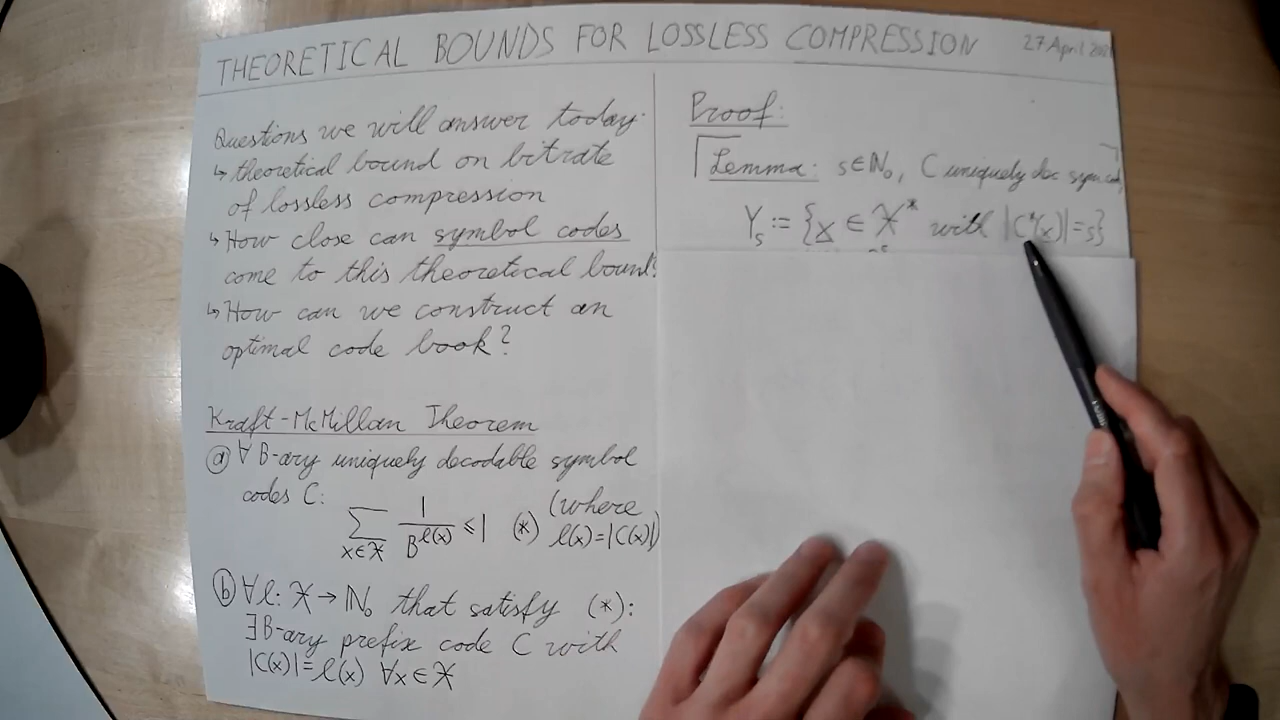 THEORETICAL BOUNDS FOR LOSSLESS COMPRESSION
27 April
Questions we will answer today:
↳ theoretical bound on bitrate
of lossless compression
↳ How close can symbol codes
come to this theoretical bound?
↳ How can we construct an
optimal code book?
Kraft-McMillan Theorem
ⓐ ∀ B-ary uniquely decodable symbol
codes C:
∑_{x∈𝒳} 1/B^{ℓ(x)} ≤ 1 (*) (where ℓ(x)=|C(x)|)
ⓑ ∀ℓ: 𝒳 → ℕ₀ that satisfy (*):
∃ B-ary prefix code C with
|C(x)| = ℓ(x) ∀x ∈ 𝒳
Proof:
Lemma: s∈ℕ₀, C uniquely dec symb code,
Yₛ := {x̲ ∈ 𝒳* with |C*(x̲)|=s}